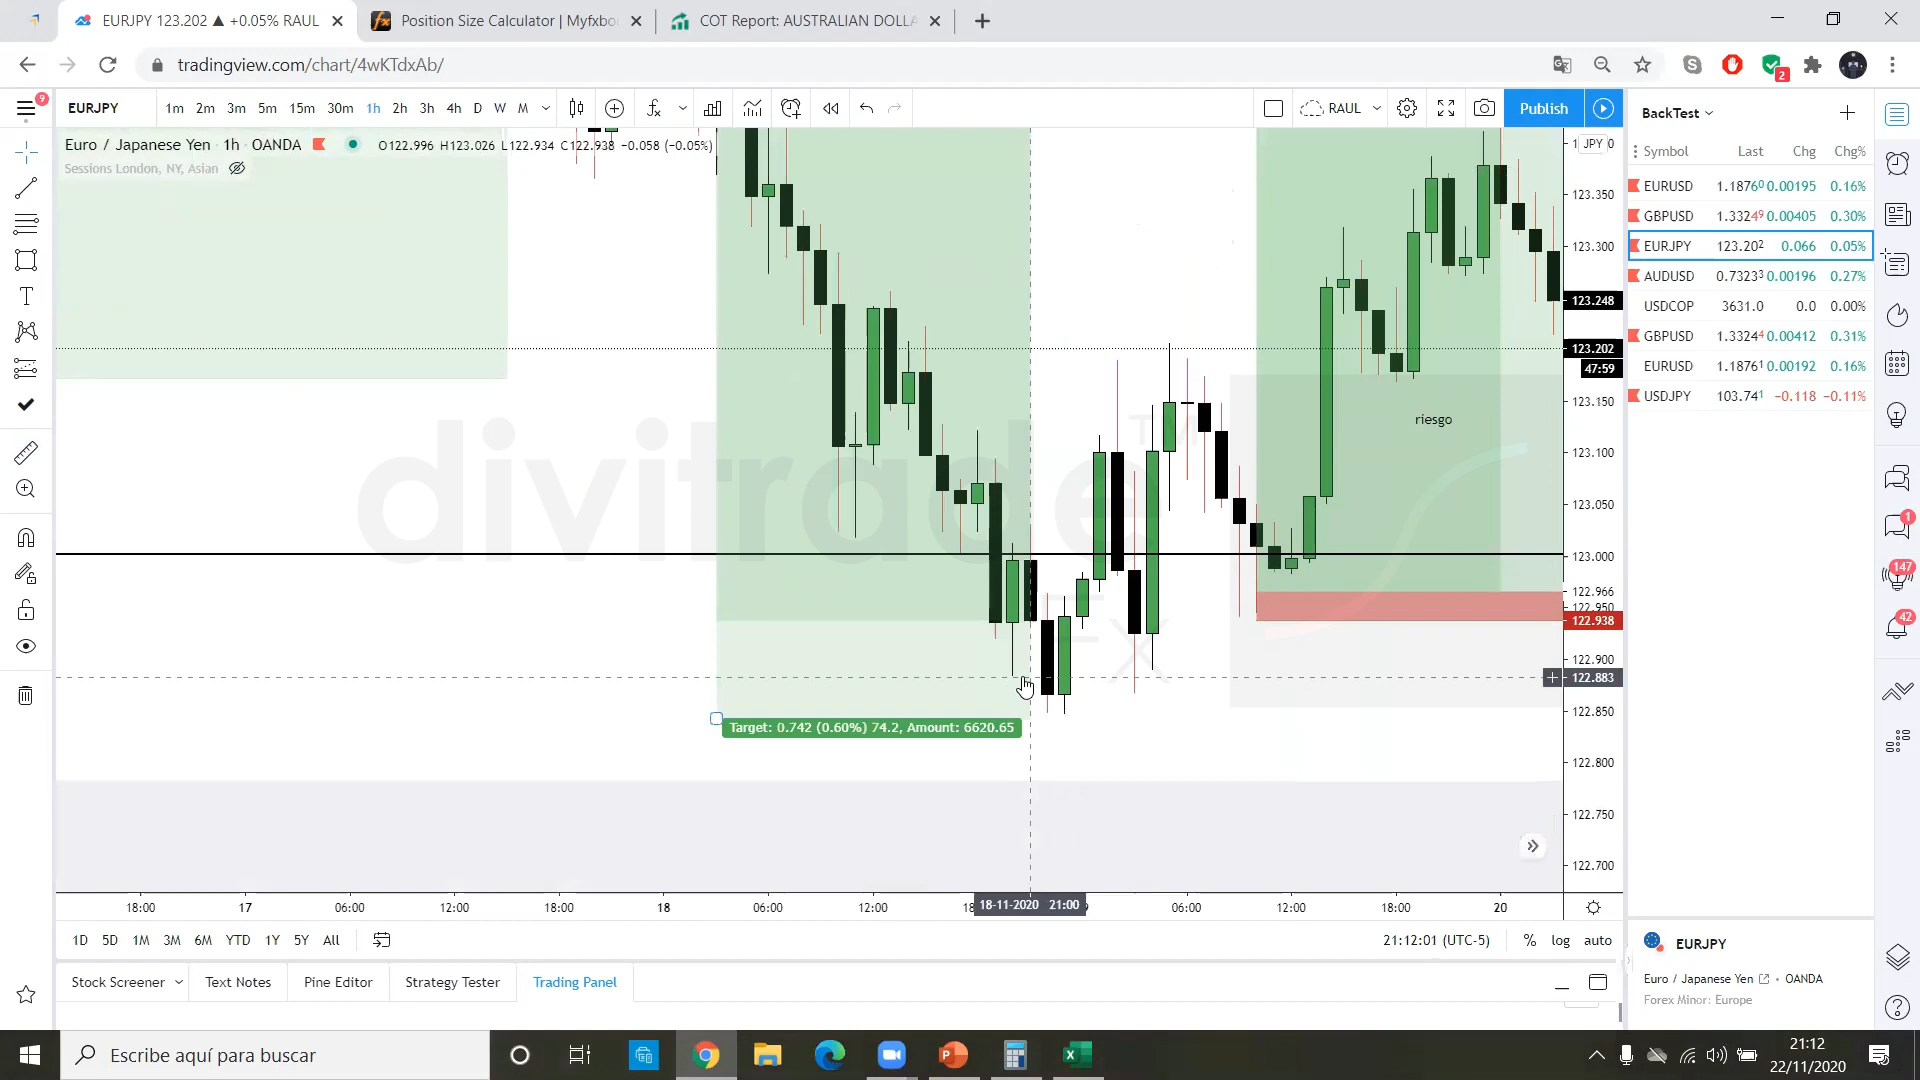 EURJPY 123.202 ▲ +0.05% RAUL
Position Size Calculator | Myfxbo
COT Report: AUSTRALIAN DOLLA
tradingview.com/chart/4wKTdxAb/
2
9
EURJPY 1m 2m 3m 5m 15m 30m 1h 2h 3h 4h D W M
RAUL Publish
BackTest
Euro / Japanese Yen · 1h · OANDA O122.996 H123.026 L122.934 C122.938 −0.058 (−0.05%)
Sessions London, NY, Asian
JPY
Symbol Last Chg Chg%
EURUSD 1.18760 0.00195 0.16%
GBPUSD 1.33249 0.00405 0.30%
EURJPY 123.202 0.066 0.05%
AUDUSD 0.73233 0.00196 0.27%
USDCOP 3631.0 0.0 0.00%
GBPUSD 1.33244 0.00412 0.31%
EURUSD 1.18761 0.00192 0.16%
USDJPY 103.741 −0.118 −0.11%
123.350
123.300
123.248
123.202
47:59
123.150
123.100
123.050
123.000
122.966
122.950
122.938
122.900
122.883
122.850
122.800
122.750
122.700
riesgo
divitrade™
FX
Target: 0.742 (0.60%) 74.2, Amount: 6620.65
1
147
42
18:00 17 06:00 12:00 18:00 18 06:00 12:00 18-11-2020 21:00 06:00 12:00 18:00 20
1D 5D 1M 3M 6M YTD 1Y 5Y All
21:12:01 (UTC-5) % log auto
Stock Screener Text Notes Pine Editor Strategy Tester Trading Panel
EURJPY
Euro / Japanese Yen · OANDA
Forex Minor: Europe
Escribe aquí para buscar
21:12
22/11/2020